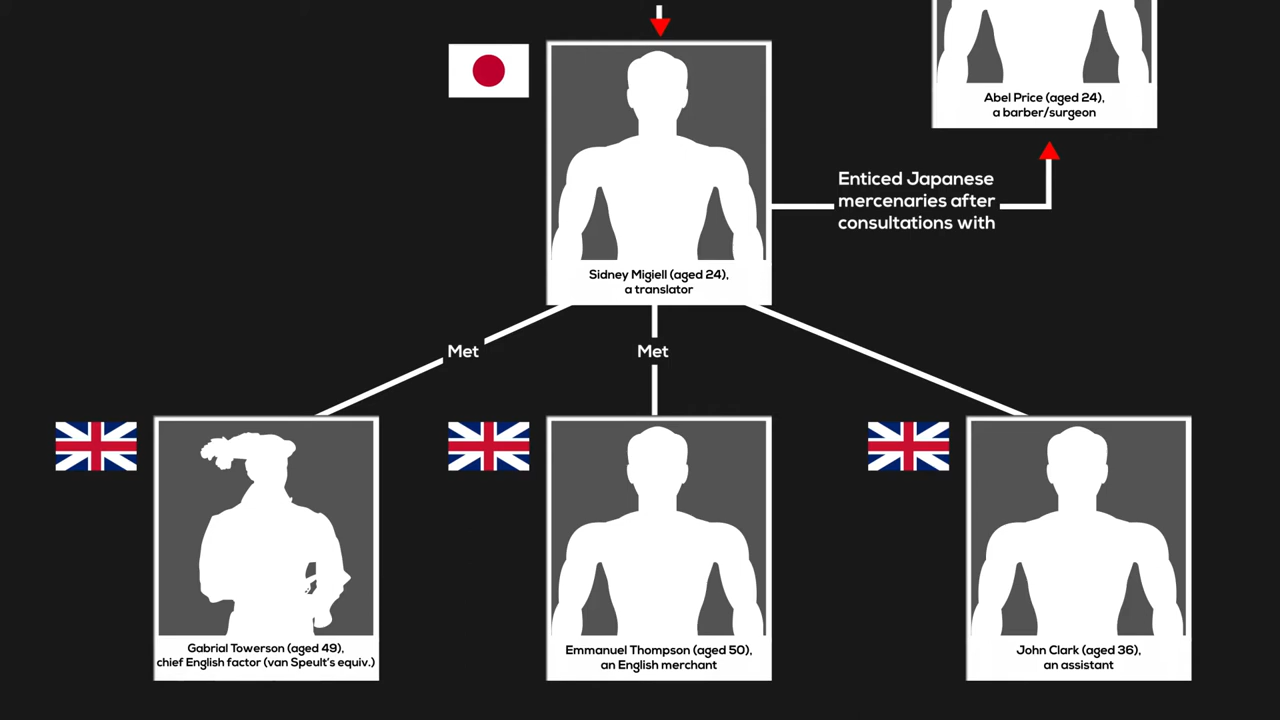 Abel Price (aged 24),
a barber/surgeon
Enticed Japanese
mercenaries after
consultations with
Sidney Migiell (aged 24),
a translator
Met
Met
Gabrial Towerson (aged 49),
chief English factor (van Speult's equiv.)
Emmanuel Thompson (aged 50),
an English merchant
John Clark (aged 36),
an assistant